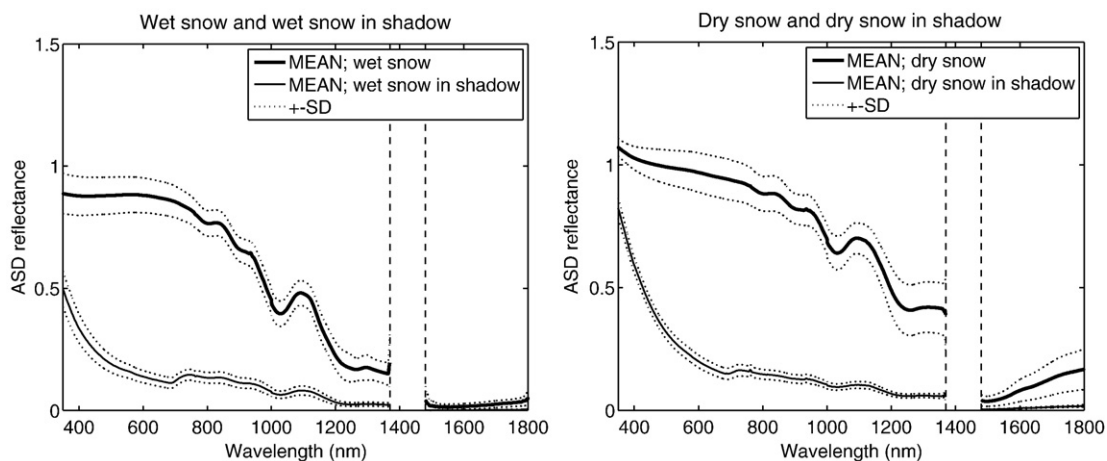 Wet snow and wet snow in shadow
1.5
1
0.5
0
ASD reflectance
MEAN; wet snow
MEAN; wet snow in shadow
+-SD
400 600 800 1000 1200 1400 1600 1800
Wavelength (nm)
Dry snow and dry snow in shadow
1.5
1
0.5
0
ASD reflectance
MEAN; dry snow
MEAN; dry snow in shadow
+-SD
400 600 800 1000 1200 1400 1600 1800
Wavelength (nm)